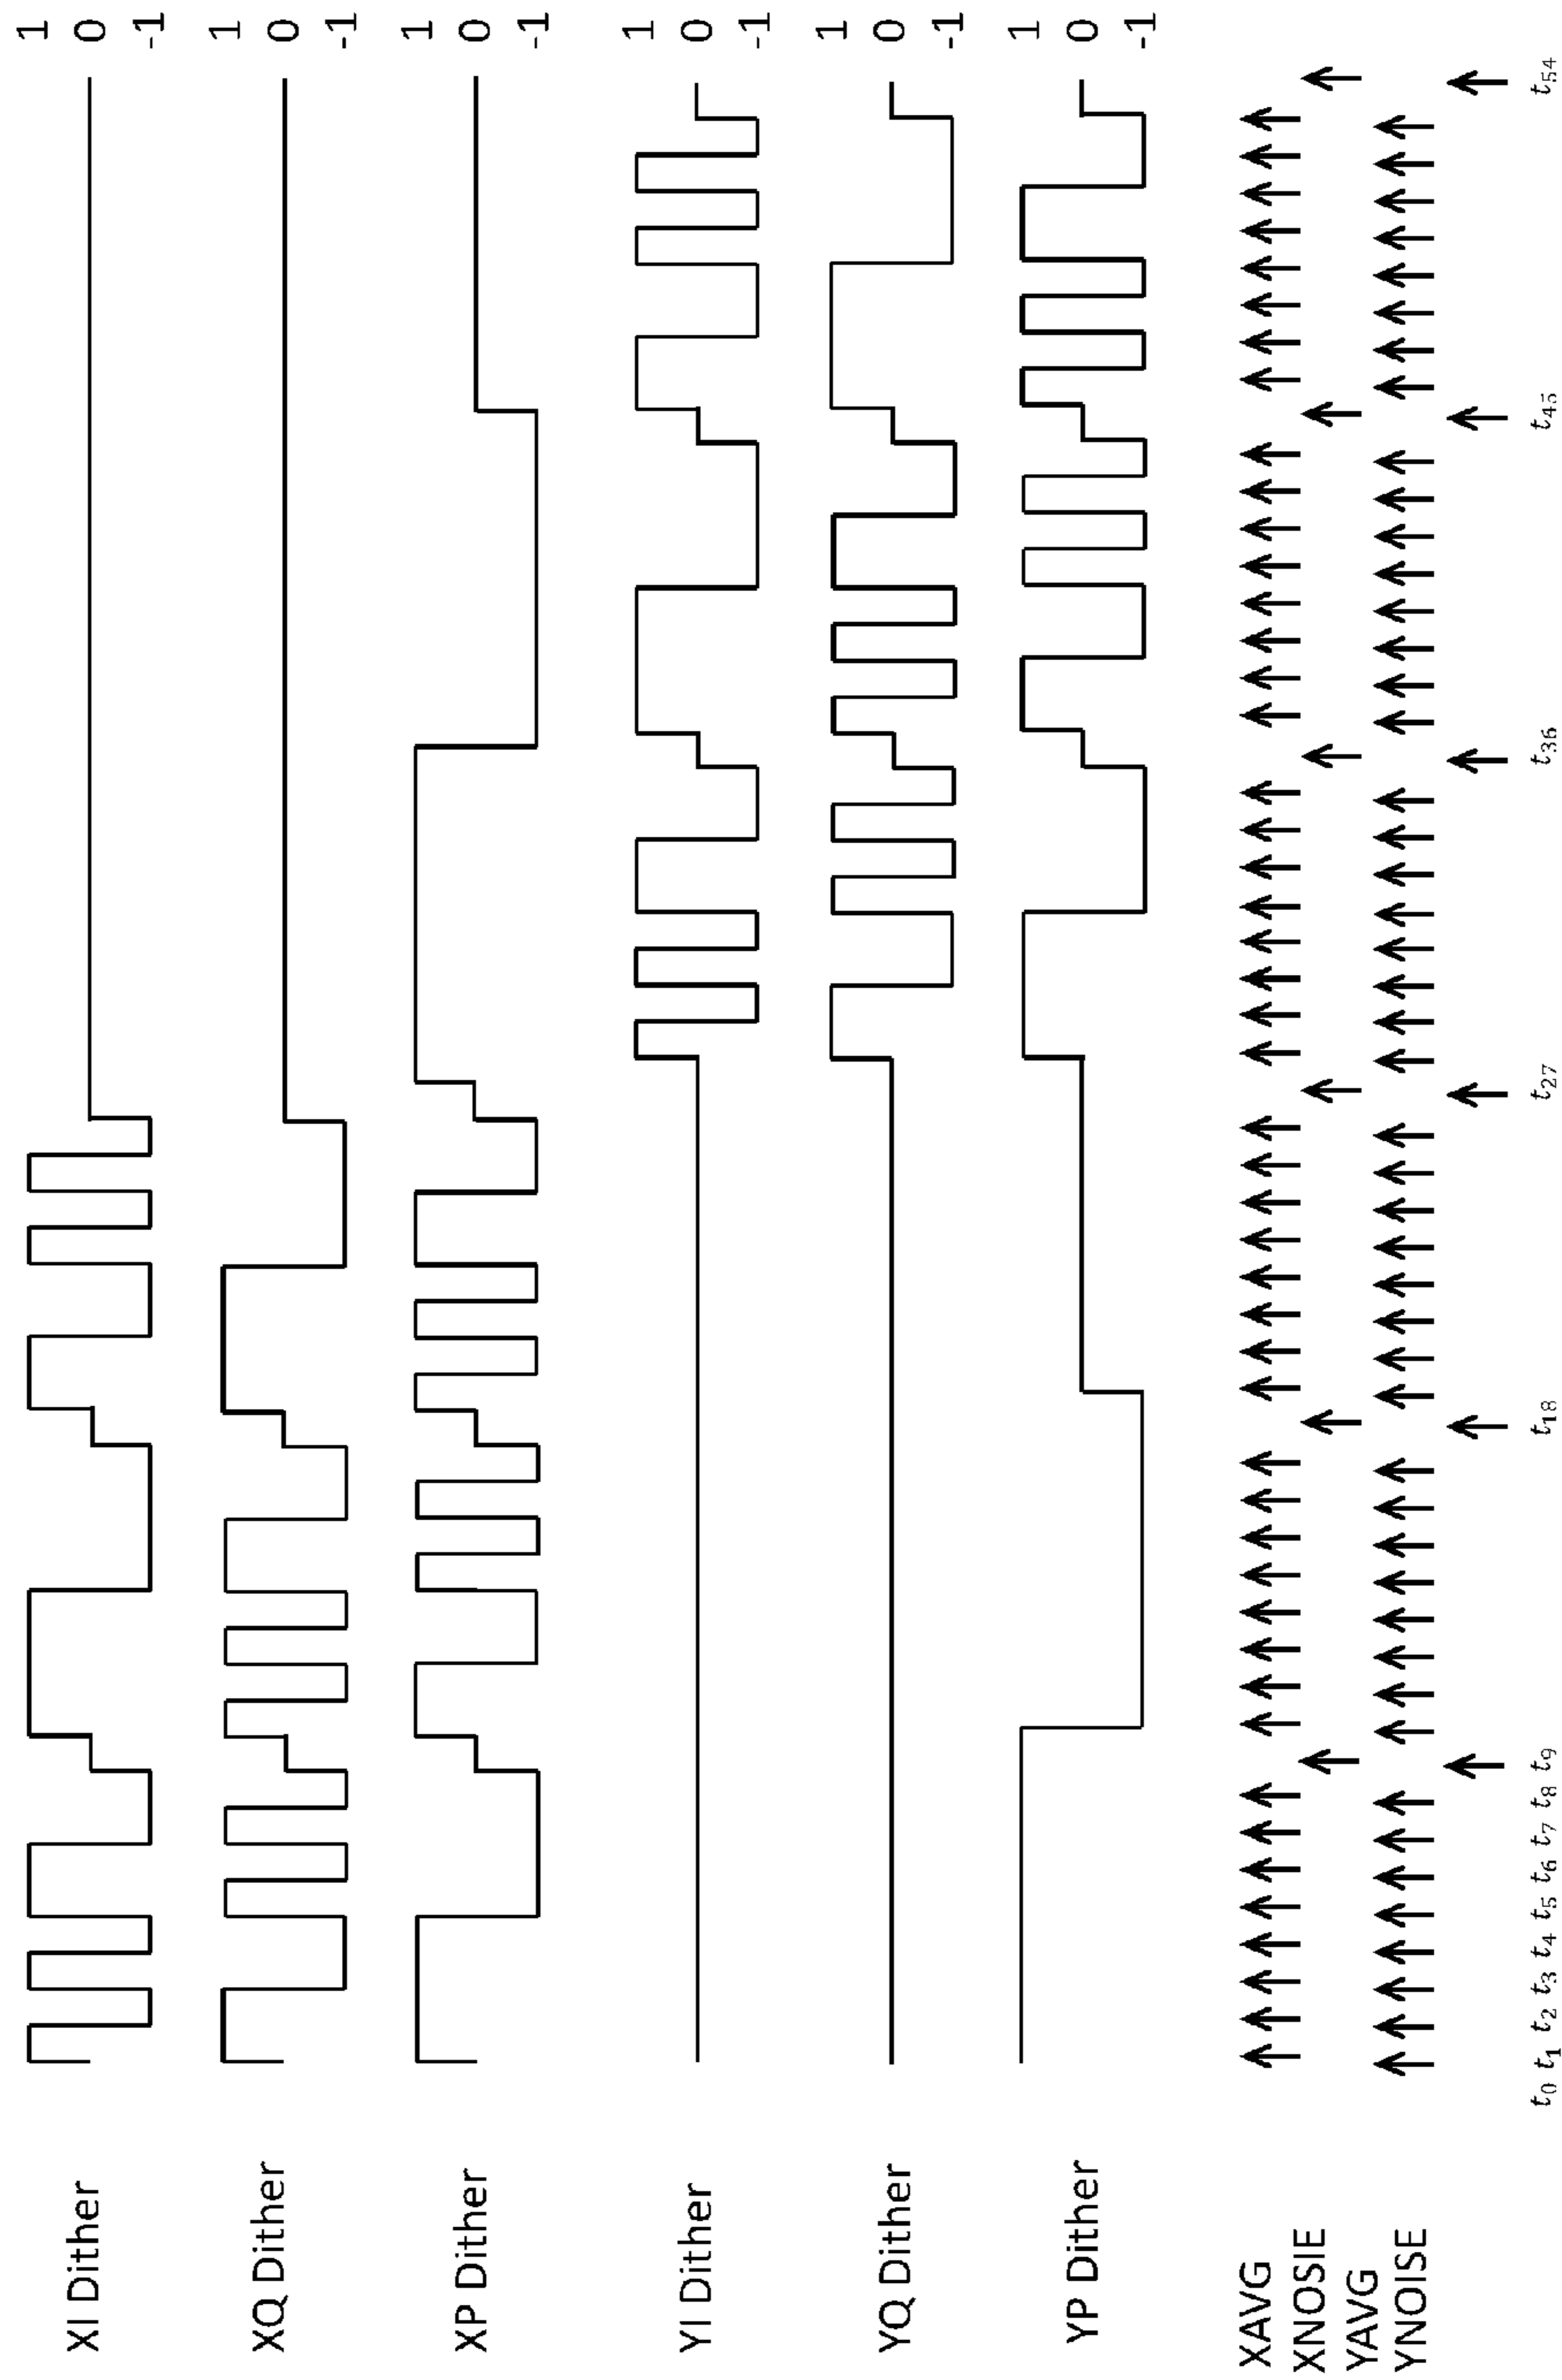 XI Dither 1 0 -1
XQ Dither 1 0 -1
XP Dither 1 0 -1
YI Dither 1 0 -1
YQ Dither 1 0 -1
YP Dither 1 0 -1
XAVG
XNOSIE
YAVG
YNOISE
t₀ t₁ t₂ t₃ t₄ t₅ t₆ t₇ t₈ t₉ t₁₈ t₂₇ t₃₆ t₄₅ t₅₄